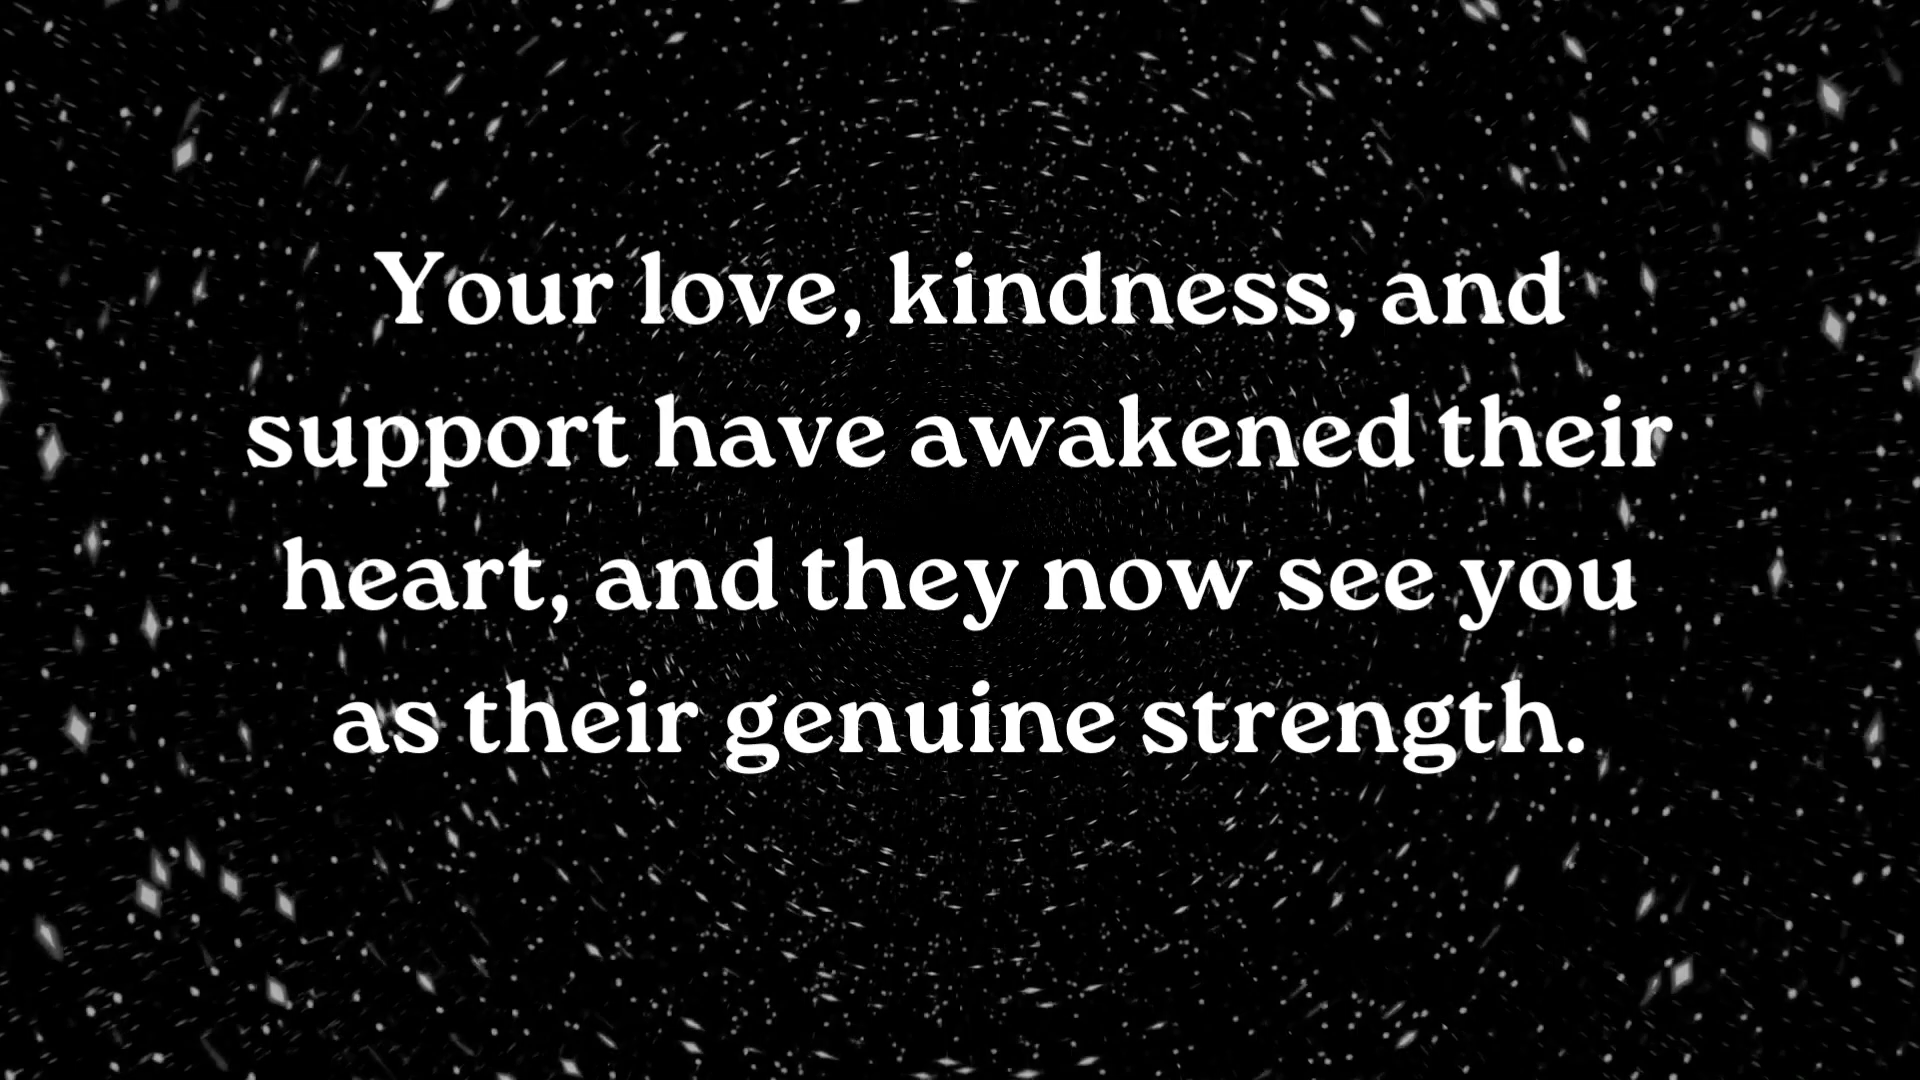 Your love, kindness, and
support have awakened their
heart, and they now see you
as their genuine strength.